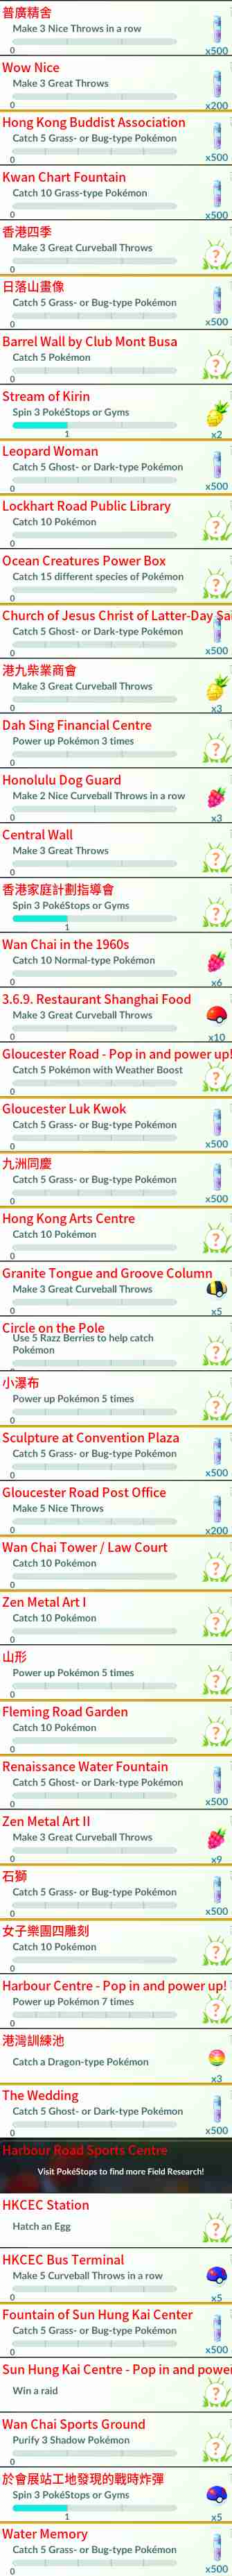 普廣精舍
Make 3 Nice Throws in a row
0
x500
Wow Nice
Make 3 Great Throws
0
x200
Hong Kong Buddist Association
Catch 5 Grass- or Bug-type Pokémon
0
x500
Kwan Chart Fountain
Catch 10 Grass-type Pokémon
0
x500
香港四季
Make 3 Great Curveball Throws
?
0
日落山畫像
Catch 5 Grass- or Bug-type Pokémon
0
x500
Barrel Wall by Club Mont Busa
Catch 5 Pokémon
?
0
Stream of Kirin
Spin 3 PokéStops or Gyms
1
x2
Leopard Woman
Catch 5 Ghost- or Dark-type Pokémon
0
x500
Lockhart Road Public Library
Catch 10 Pokémon
?
0
Ocean Creatures Power Box
Catch 15 different species of Pokémon
?
0
Church of Jesus Christ of Latter-Day Sai
Catch 5 Ghost- or Dark-type Pokémon
0
x500
港九柴業商會
Make 3 Great Curveball Throws
0
x3
Dah Sing Financial Centre
Power up Pokémon 3 times
?
0
Honolulu Dog Guard
Make 2 Nice Curveball Throws in a row
0
x3
Central Wall
Make 3 Great Throws
?
0
香港家庭計劃指導會
Spin 3 PokéStops or Gyms
?
1
Wan Chai in the 1960s
Catch 10 Normal-type Pokémon
0
x6
3.6.9. Restaurant Shanghai Food
Make 3 Great Curveball Throws
0
x10
Gloucester Road - Pop in and power up!
Catch 5 Pokémon with Weather Boost
?
0
Gloucester Luk Kwok
Catch 5 Grass- or Bug-type Pokémon
0
x500
九洲同慶
Catch 5 Grass- or Bug-type Pokémon
0
x500
Hong Kong Arts Centre
Catch 10 Pokémon
?
0
Granite Tongue and Groove Column
Make 3 Great Curveball Throws
0
x5
Circle on the Pole
Use 5 Razz Berries to help catch
Pokémon
?
小瀑布
Power up Pokémon 5 times
?
0
Sculpture at Convention Plaza
Catch 5 Grass- or Bug-type Pokémon
0
x500
Gloucester Road Post Office
Make 5 Nice Throws
0
x200
Wan Chai Tower / Law Court
Catch 10 Pokémon
?
0
Zen Metal Art I
Catch 10 Pokémon
?
0
山形
Power up Pokémon 5 times
?
0
Fleming Road Garden
Catch 10 Pokémon
?
0
Renaissance Water Fountain
Catch 5 Ghost- or Dark-type Pokémon
0
x500
Zen Metal Art II
Make 3 Great Curveball Throws
0
x9
石獅
Catch 5 Grass- or Bug-type Pokémon
0
x500
女子樂團四雕刻
Catch 10 Pokémon
?
0
Harbour Centre - Pop in and power up!
Power up Pokémon 7 times
?
0
港灣訓練池
Catch a Dragon-type Pokémon
x3
The Wedding
Catch 5 Ghost- or Dark-type Pokémon
0
x500
Harbour Road Sports Centre
Visit PokéStops to find more Field Research!
HKCEC Station
Hatch an Egg
?
HKCEC Bus Terminal
Make 5 Curveball Throws in a row
0
x5
Fountain of Sun Hung Kai Center
Catch 5 Grass- or Bug-type Pokémon
0
x500
Sun Hung Kai Centre - Pop in and power
Win a raid
?
Wan Chai Sports Ground
Purify 3 Shadow Pokémon
?
0
於會展站工地發現的戰時炸彈
Spin 3 PokéStops or Gyms
1
x5
Water Memory
Catch 5 Grass- or Bug-type Pokémon
0
x500